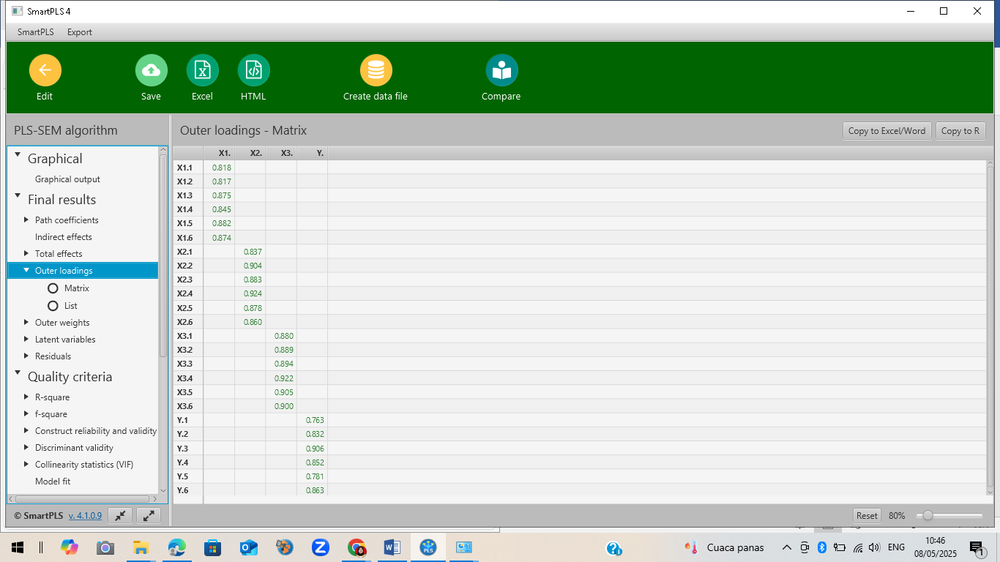 SmartPLS 4
SmartPLS Export
Edit Save Excel HTML Create data file Compare
PLS-SEM algorithm
Graphical
Graphical output
Final results
Path coefficients
Indirect effects
Total effects
Outer loadings
Matrix
List
Outer weights
Latent variables
Residuals
Quality criteria
R-square
f-square
Construct reliability and validity
Discriminant validity
Collinearity statistics (VIF)
Model fit
© SmartPLS v. 4.1.0.9
Outer loadings - Matrix Copy to Excel/Word Copy to R
X1. X2. X3. Y.
X1.1 0.818
X1.2 0.817
X1.3 0.875
X1.4 0.845
X1.5 0.882
X1.6 0.874
X2.1 0.837
X2.2 0.904
X2.3 0.883
X2.4 0.924
X2.5 0.878
X2.6 0.860
X3.1 0.880
X3.2 0.889
X3.3 0.894
X3.4 0.922
X3.5 0.905
X3.6 0.900
Y.1 0.763
Y.2 0.832
Y.3 0.906
Y.4 0.852
Y.5 0.781
Y.6 0.863
Reset 80%
PLS
Cuaca panas ENG 10:46
08/05/2025
1